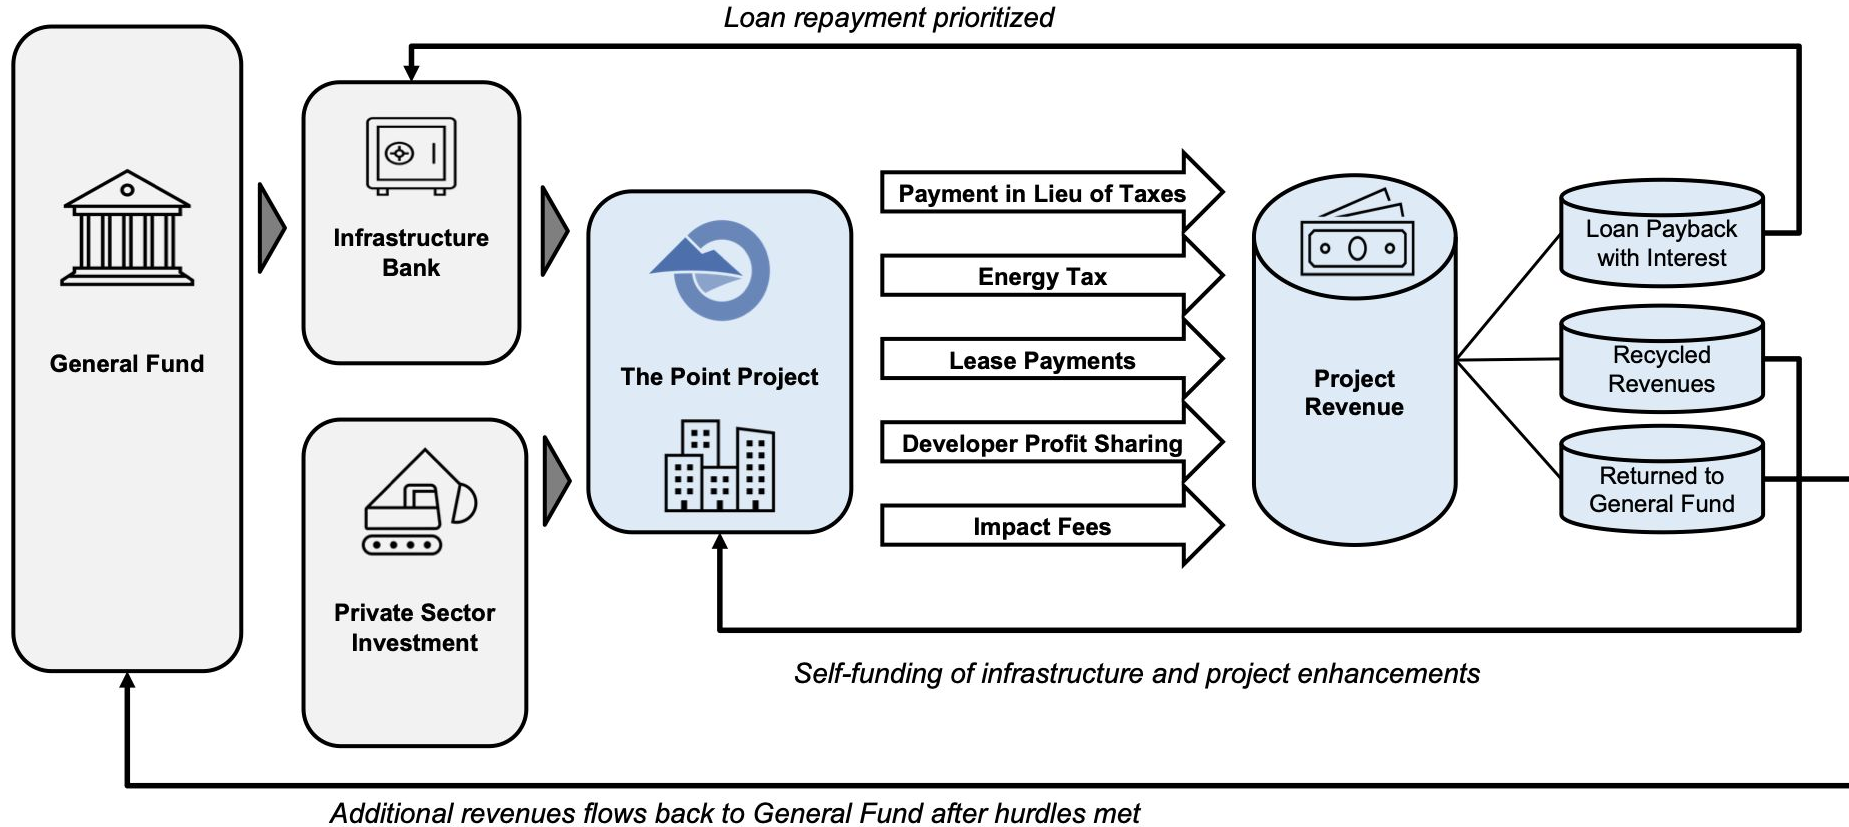 Loan repayment prioritized
General Fund
Infrastructure
Bank
Private Sector
Investment
The Point Project
Payment in Lieu of Taxes
Energy Tax
Lease Payments
Developer Profit Sharing
Impact Fees
Project
Revenue
Loan Payback
with Interest
Recycled
Revenues
Returned to
General Fund
Self-funding of infrastructure and project enhancements
Additional revenues flows back to General Fund after hurdles met